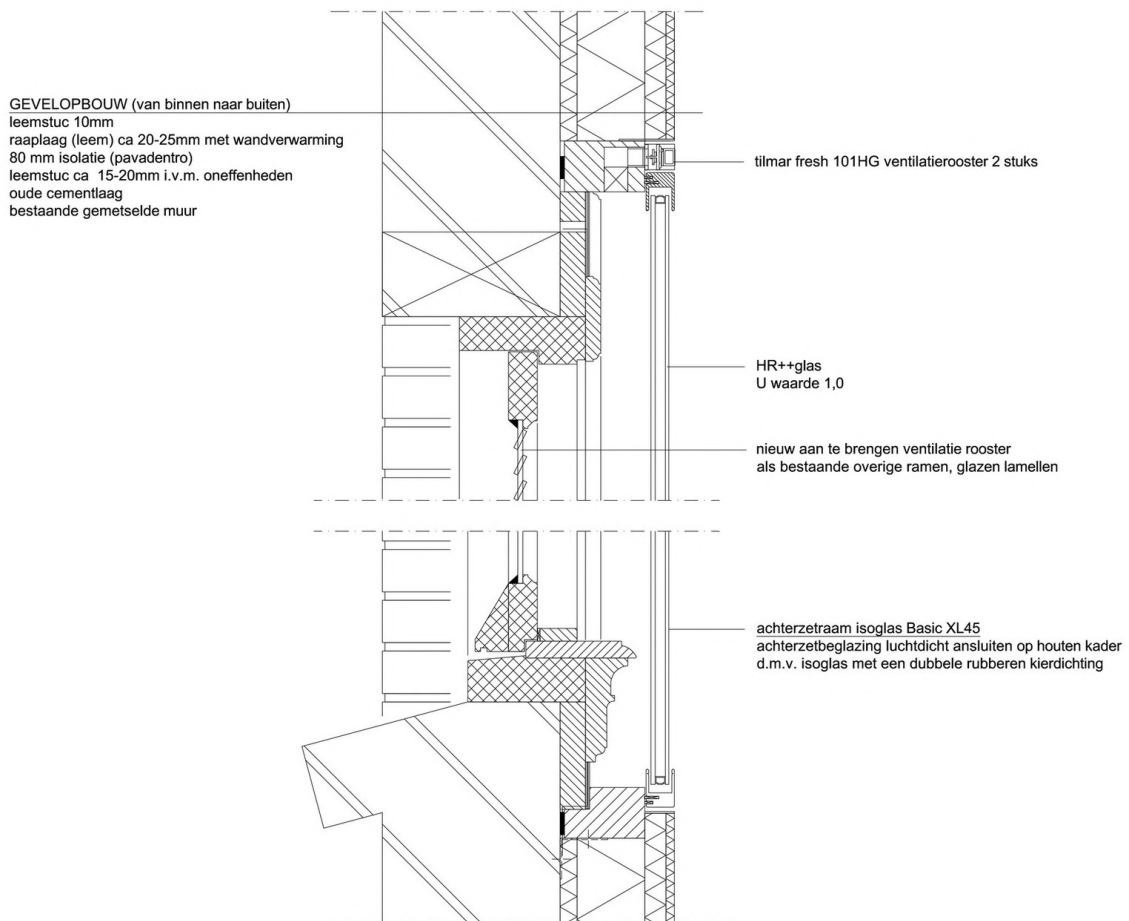 GEVELOPBOUW (van binnen naar buiten)
leemstuc 10mm
raaplaag (leem) ca 20-25mm met wandverwarming
80 mm isolatie (pavadentro)
leemstuc ca 15-20mm i.v.m. oneffenheden
oude cementlaag
bestaande gemetselde muur
tilmar fresh 101HG ventilatierooster 2 stuks
HR++glas
U waarde 1,0
nieuw aan te brengen ventilatie rooster
als bestaande overige ramen, glazen lamellen
achterzetraam isoglas Basic XL45
achterzetbeglazing luchtdicht ansluiten op houten kader
d.m.v. isoglas met een dubbele rubberen kierdichting